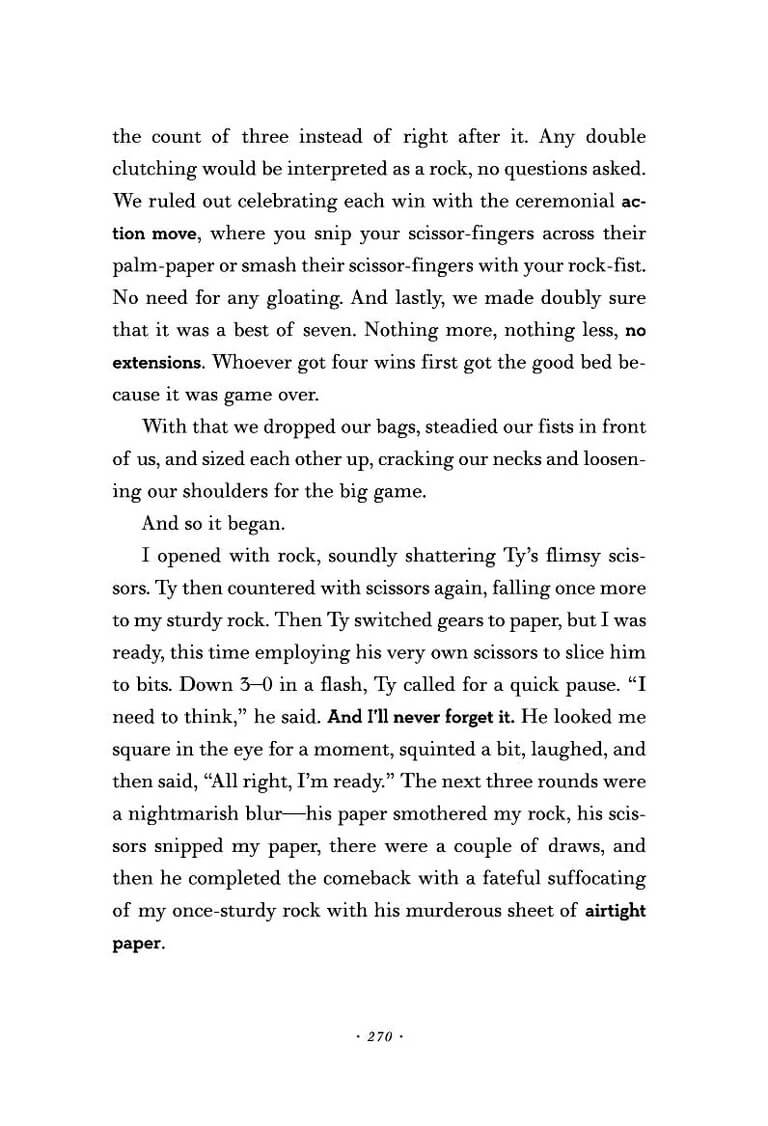 the count of three instead of right after it. Any double
clutching would be interpreted as a rock, no questions asked.
We ruled out celebrating each win with the ceremonial ac-
tion move, where you snip your scissor-fingers across their
palm-paper or smash their scissor-fingers with your rock-fist.
No need for any gloating. And lastly, we made doubly sure
that it was a best of seven. Nothing more, nothing less, no
extensions. Whoever got four wins first got the good bed be-
cause it was game over.
With that we dropped our bags, steadied our fists in front
of us, and sized each other up, cracking our necks and loosen-
ing our shoulders for the big game.
And so it began.
I opened with rock, soundly shattering Ty’s flimsy scis-
sors. Ty then countered with scissors again, falling once more
to my sturdy rock. Then Ty switched gears to paper, but I was
ready, this time employing his very own scissors to slice him
to bits. Down 3–0 in a flash, Ty called for a quick pause. “I
need to think,” he said. And I’ll never forget it. He looked me
square in the eye for a moment, squinted a bit, laughed, and
then said, “All right, I’m ready.” The next three rounds were
a nightmarish blur—his paper smothered my rock, his scis-
sors snipped my paper, there were a couple of draws, and
then he completed the comeback with a fateful suffocating
of my once-sturdy rock with his murderous sheet of airtight
paper.
· 270 ·